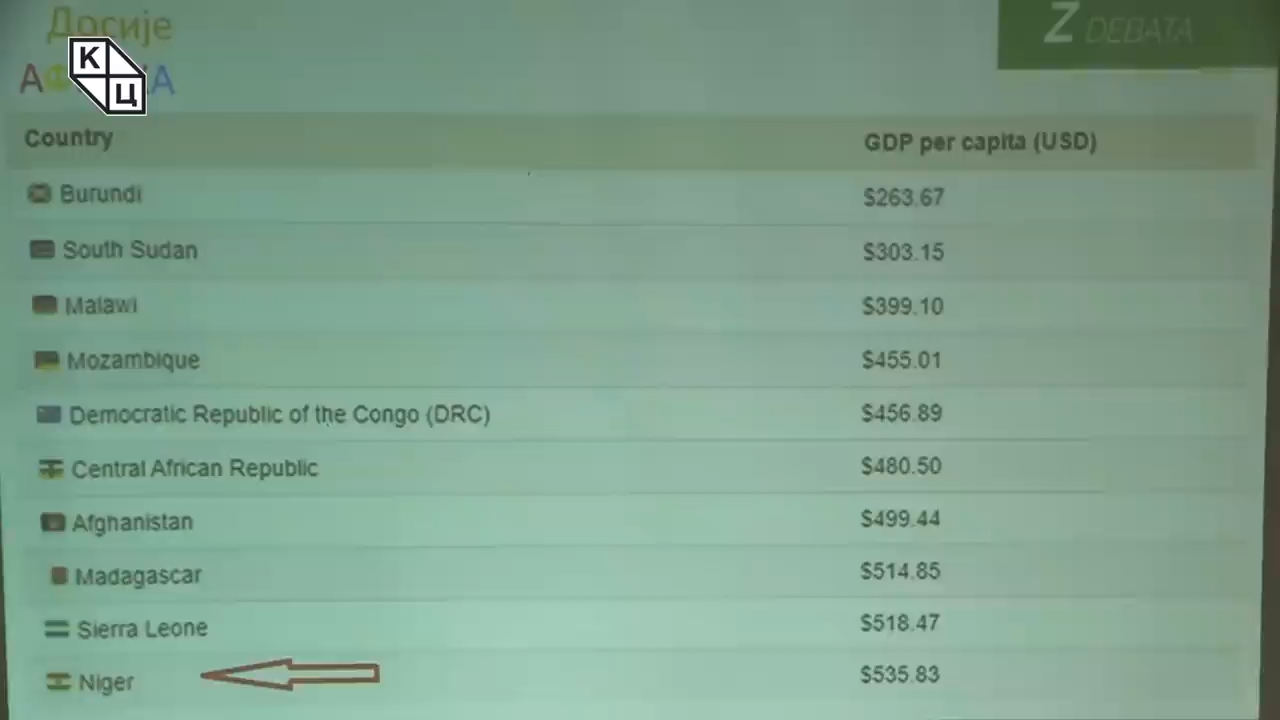 Досије
К
Ц
Z DEBATA
Country GDP per capita (USD)
Burundi $263.67
South Sudan $303.15
Malawi $399.10
Mozambique $455.01
Democratic Republic of the Congo (DRC) $456.89
Central African Republic $480.50
Afghanistan $499.44
Madagascar $514.85
Sierra Leone $518.47
Niger $535.83